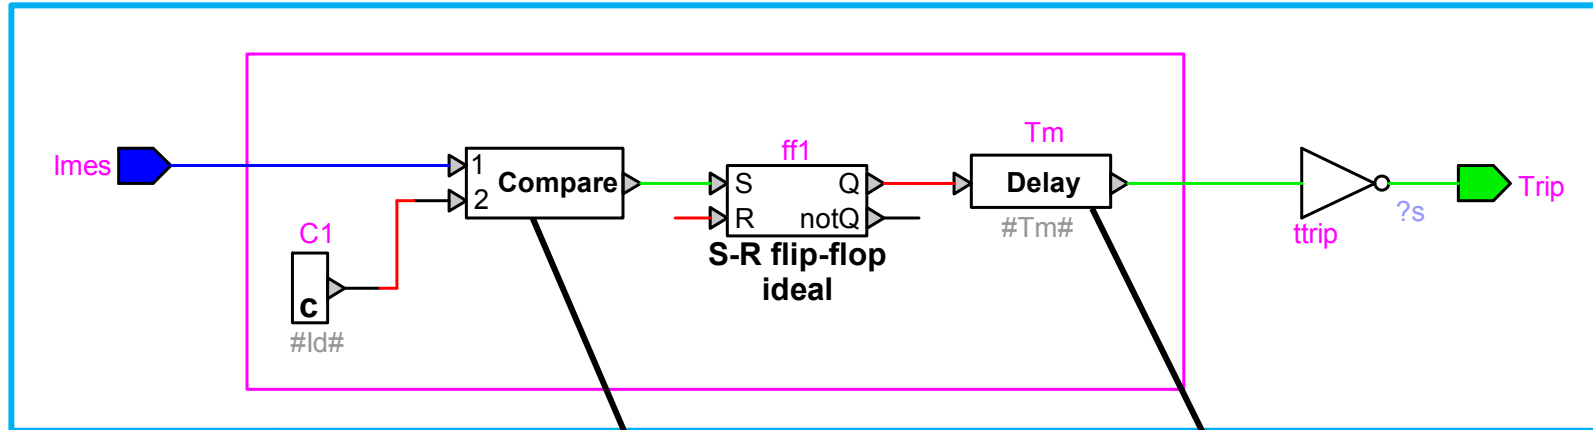 Imes
1
2
Compare
C1
c
#Id#
ff1
S
Q
R
notQ
S-R flip-flop
ideal
Tm
Delay
#Tm#
ttrip
?s
Trip